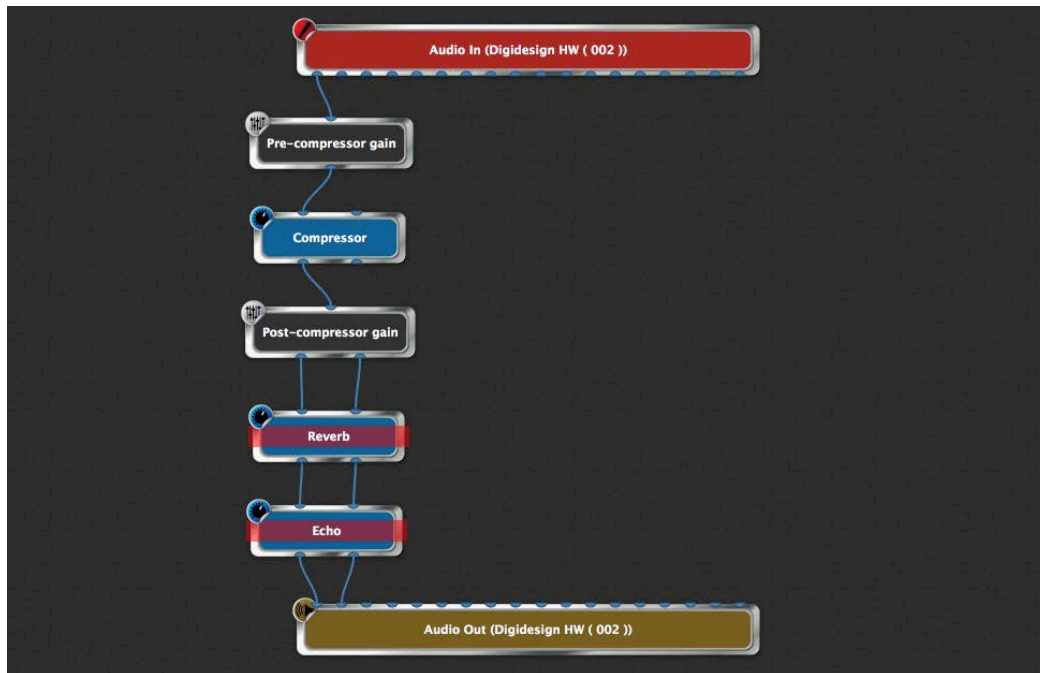 Audio In (Digidesign HW ( 002 ))
Pre-compressor gain
Compressor
Post-compressor gain
Reverb
Echo
Audio Out (Digidesign HW ( 002 ))